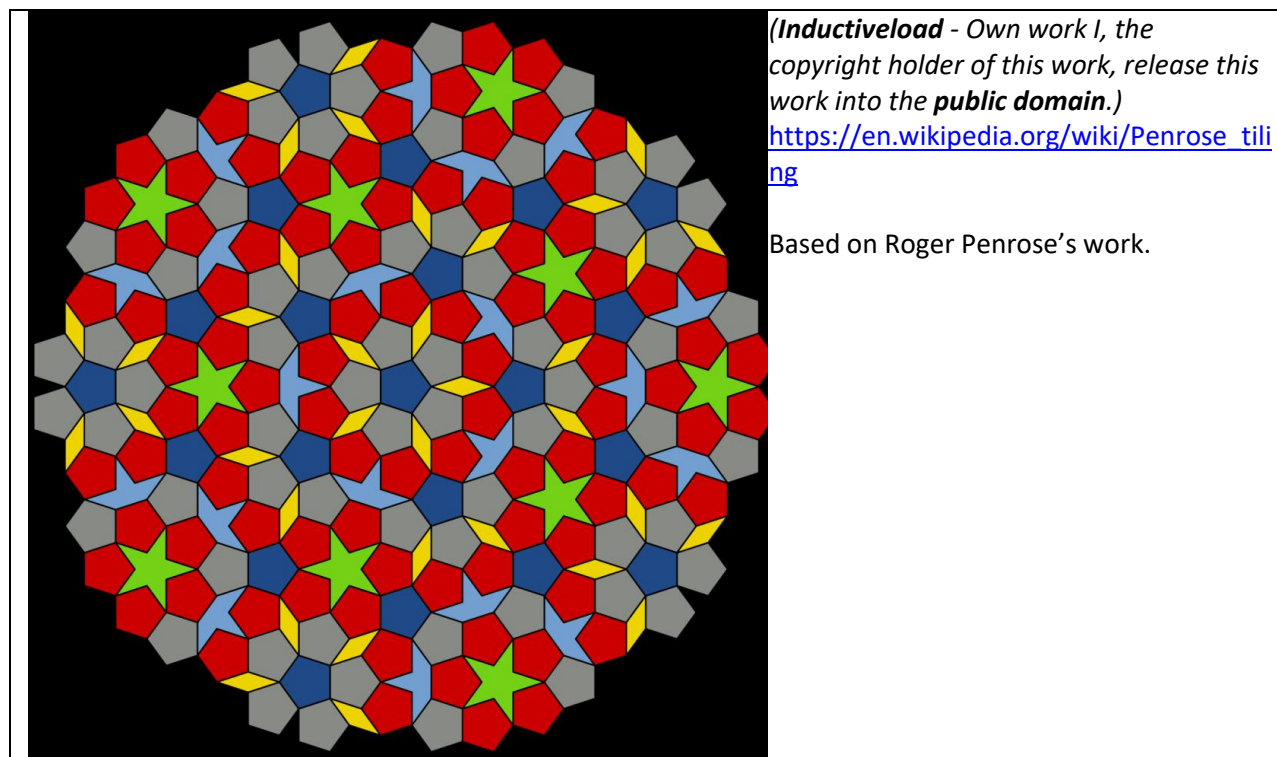 (Inductiveload - Own work I, the
copyright holder of this work, release this
work into the public domain.)
https://en.wikipedia.org/wiki/Penrose_tili
ng
Based on Roger Penrose’s work.